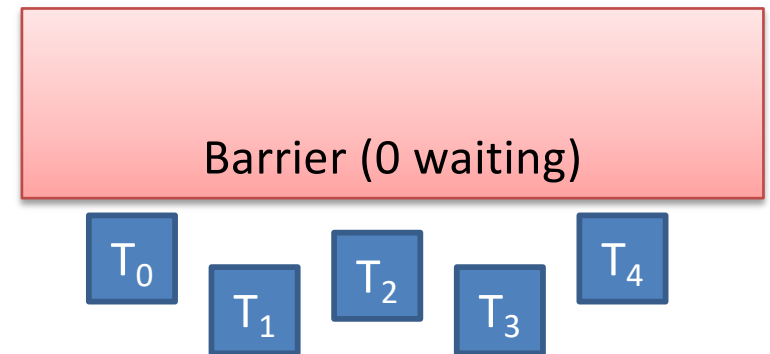 Barrier (0 waiting)
T₀
T₁
T₂
T₃
T₄